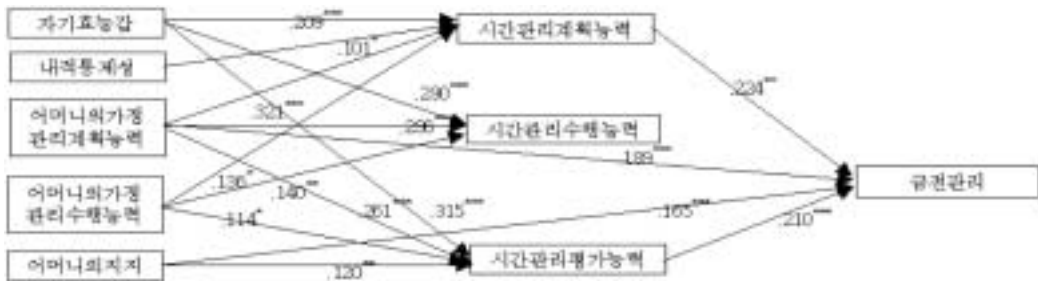 자기효능감
내적통제성
어머니의가정
관리계획능력
어머니의가정
관리수행능력
어머니의지지
시간관리계획능력
시간관리수행능력
시간관리평가능력
금전관리
.209***
.101*
.321***
.290***
.296
.136*
.140**
.114*
.261***
.315***
.120**
.234***
.189***
.165***
.210***